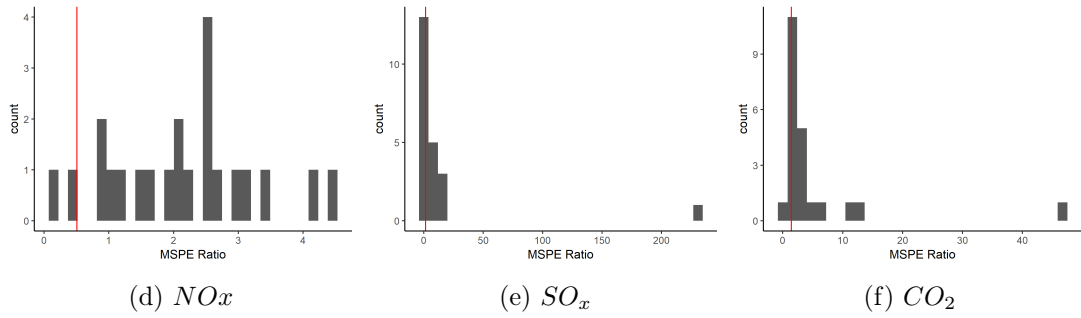 4
3
2
1
0
count
0 1 2 3 4
MSPE Ratio
(d) NOx
10
5
0
count
0 50 100 150 200
MSPE Ratio
(e) SOₓ
9
6
3
0
count
0 10 20 30 40
MSPE Ratio
(f) CO₂